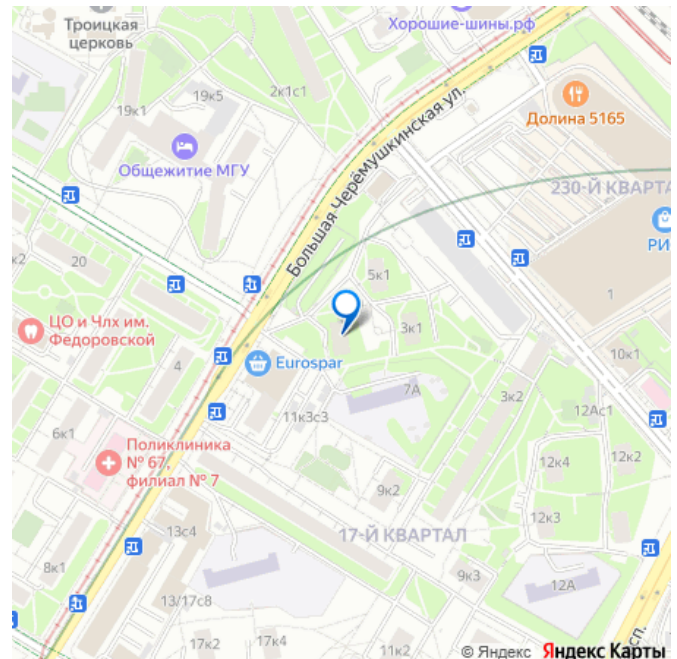 Троицкая
церковь
Хорошие-шины.рф
19к1
19к5
2к1с1
Долина 5165
Общежитие МГУ
Большая Черёмушкинская ул.
230-Й КВАРТА
РИ
5к1
к2
20
1
ЦО и Члх им.
Федоровской
3к1
10к1
4
Eurospar
7А
3к2
12Ас1
11к3с3
6к1
Поликлиника
№ 67,
филиал № 7
12к4
12к2
9к2
12к3
13с4
17-Й КВАРТАЛ
8к1
9к3
12А
13/17с8
17к2
17к4
11к2
сп.
© Яндекс Яндекс Карты